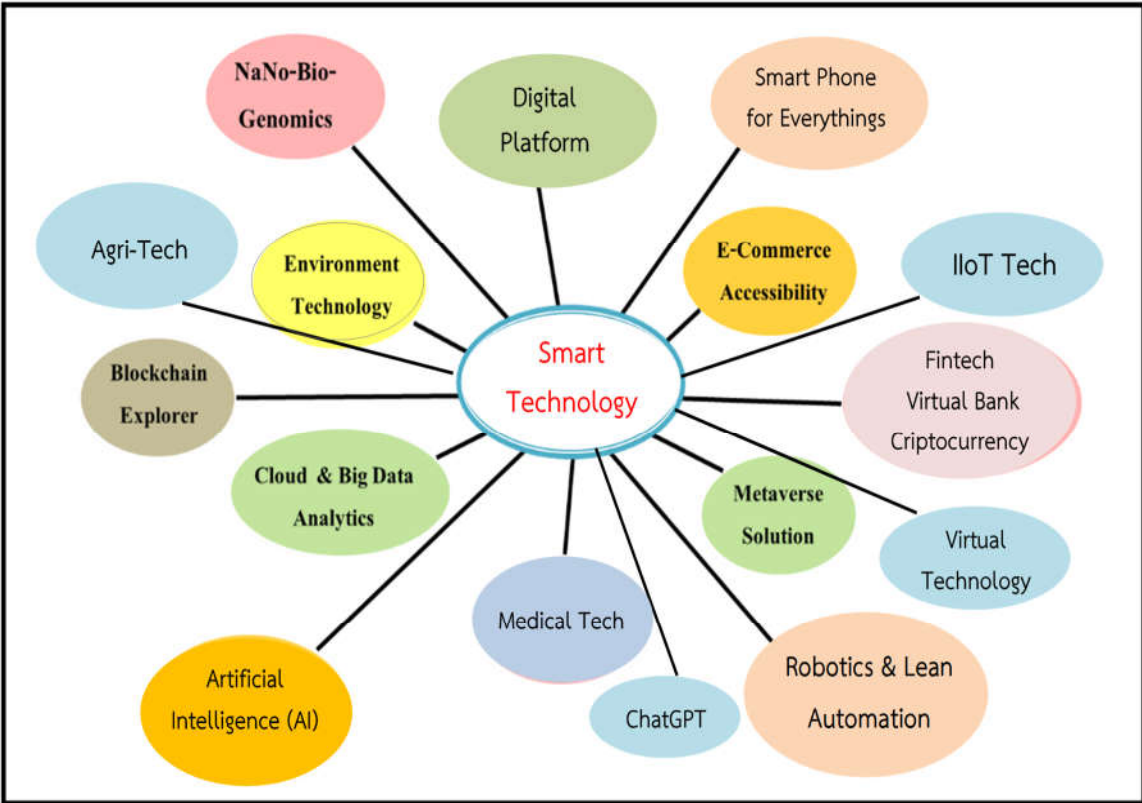 NaNo-Bio-
Genomics
Digital
Platform
Smart Phone
for Everythings
Agri-Tech
Environment
Technology
E-Commerce
Accessibility
IIoT Tech
Smart
Technology
Blockchain
Explorer
Fintech
Virtual Bank
Criptocurrency
Cloud & Big Data
Analytics
Metaverse
Solution
Virtual
Technology
Medical Tech
Artificial
Intelligence (AI)
ChatGPT
Robotics & Lean
Automation